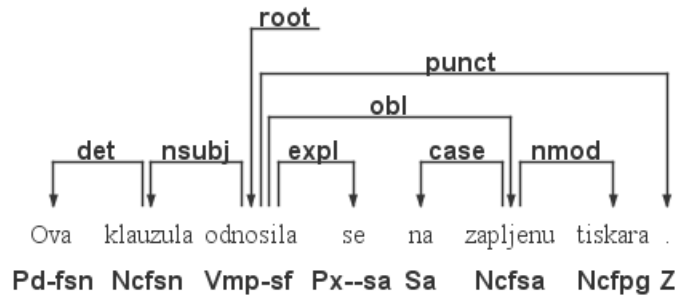 root
punct
obl
det nsubj expl case nmod
Ova klauzula odnosila se na zapljenu tiskara .
Pd-fsn Ncfsn Vmp-sf Px--sa Sa Ncfsa Ncfpg Z